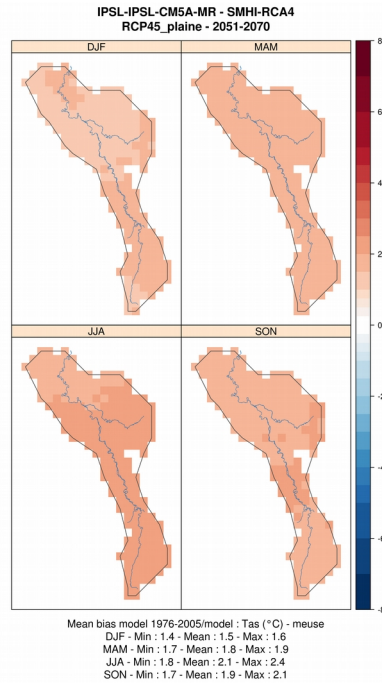 IPSL-IPSL-CM5A-MR - SMHI-RCA4
RCP45_plaine - 2051-2070
DJF
MAM
8
6
4
2
0
-2
-4
-6
-8
JJA
SON
Mean bias model 1976-2005/model : Tas (°C) - meuse
DJF - Min : 1.4 - Mean : 1.5 - Max : 1.6
MAM - Min : 1.7 - Mean : 1.8 - Max : 1.9
JJA - Min : 1.8 - Mean : 2.1 - Max : 2.4
SON - Min : 1.7 - Mean : 1.9 - Max : 2.1